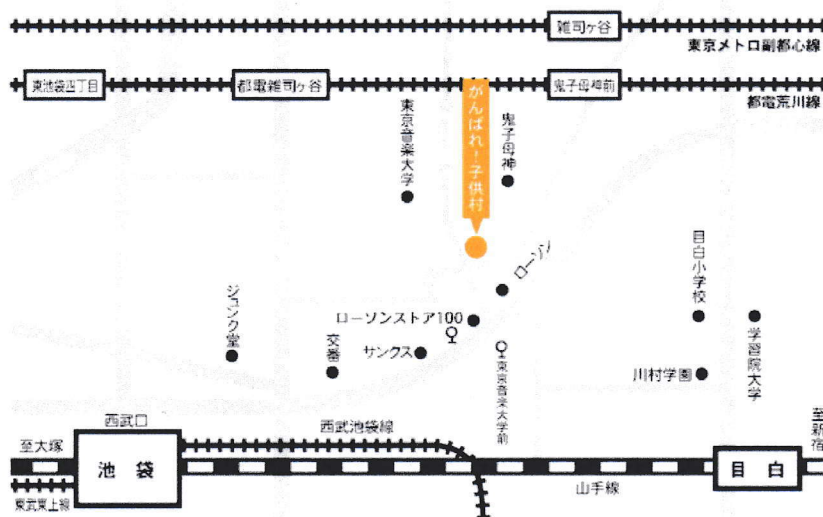 雑司ヶ谷
東京メトロ副都心線
東池袋四丁目
都電雑司ヶ谷
鬼子母神前
都電荒川線
東京音楽大学
がんばれ！子供村
鬼子母神
ローソン
目白小学校
学習院大学
ジュンク堂
ローソンストア100
交番
サンクス
東京音楽大学前
川村学園
西武口
西武池袋線
至大塚
池袋
目白
至新宿
東武東上線
山手線